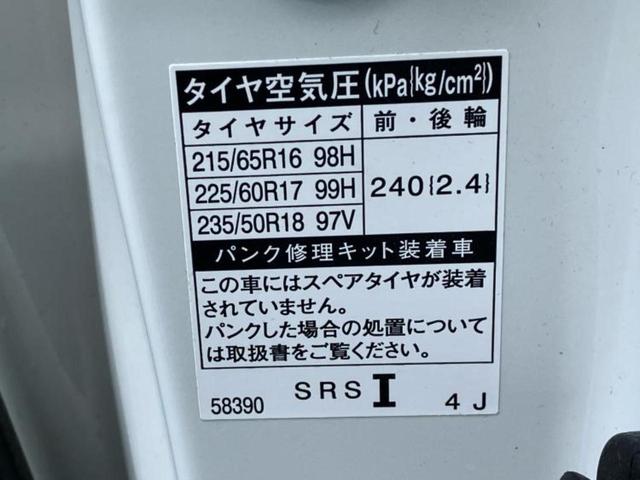 タイヤ空気圧(kPa{kg/cm²})
タイヤサイズ 前・後輪
215/65R16 98H
225/60R17 99H 240{2.4}
235/50R18 97V
パンク修理キット装着車
この車にはスペアタイヤが装着
されていません。
パンクした場合の処置について
は取扱書をご覧ください。
58390 SRS I 4J